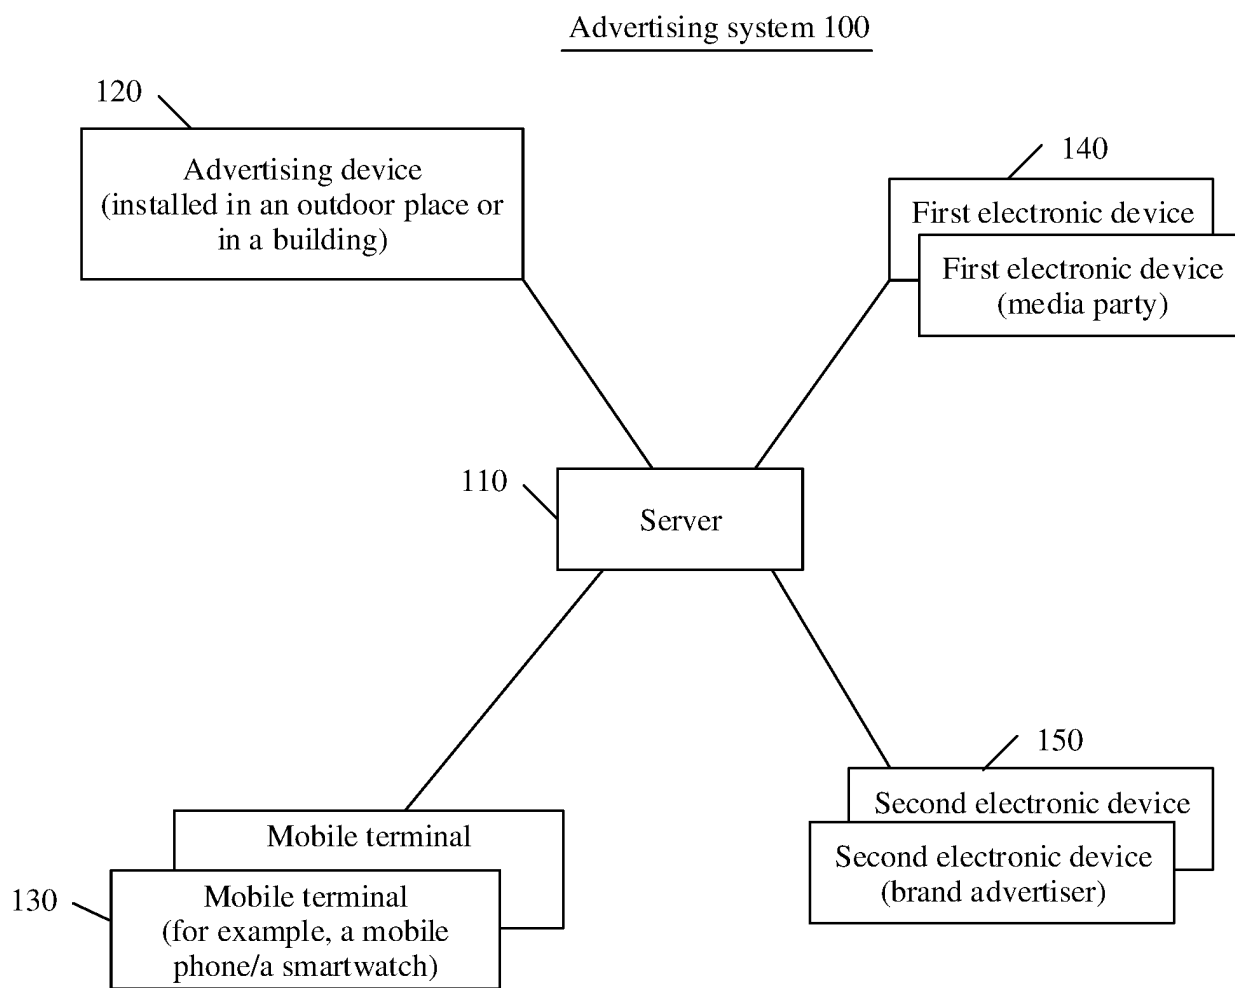 Advertising system 100
120
Advertising device
(installed in an outdoor place or
in a building)
140
First electronic device
First electronic device
(media party)
110
Server
150
Second electronic device
Second electronic device
(brand advertiser)
Mobile terminal
130
Mobile terminal
(for example, a mobile
phone/a smartwatch)